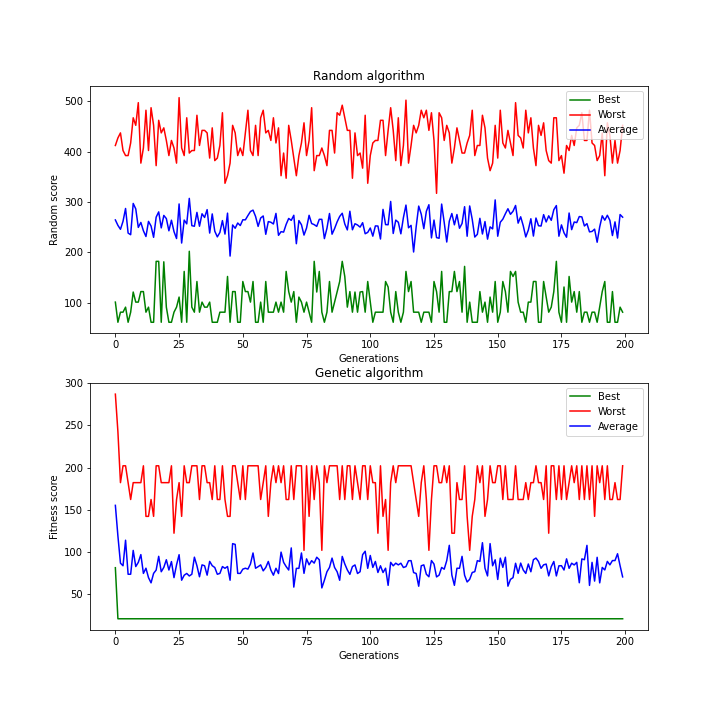 Random algorithm
Random score
500
400
300
200
100
Best
Worst
Average
0 25 50 75 100 125 150 175 200
Generations
Genetic algorithm
Fitness score
300
250
200
150
100
50
Best
Worst
Average
0 25 50 75 100 125 150 175 200
Generations